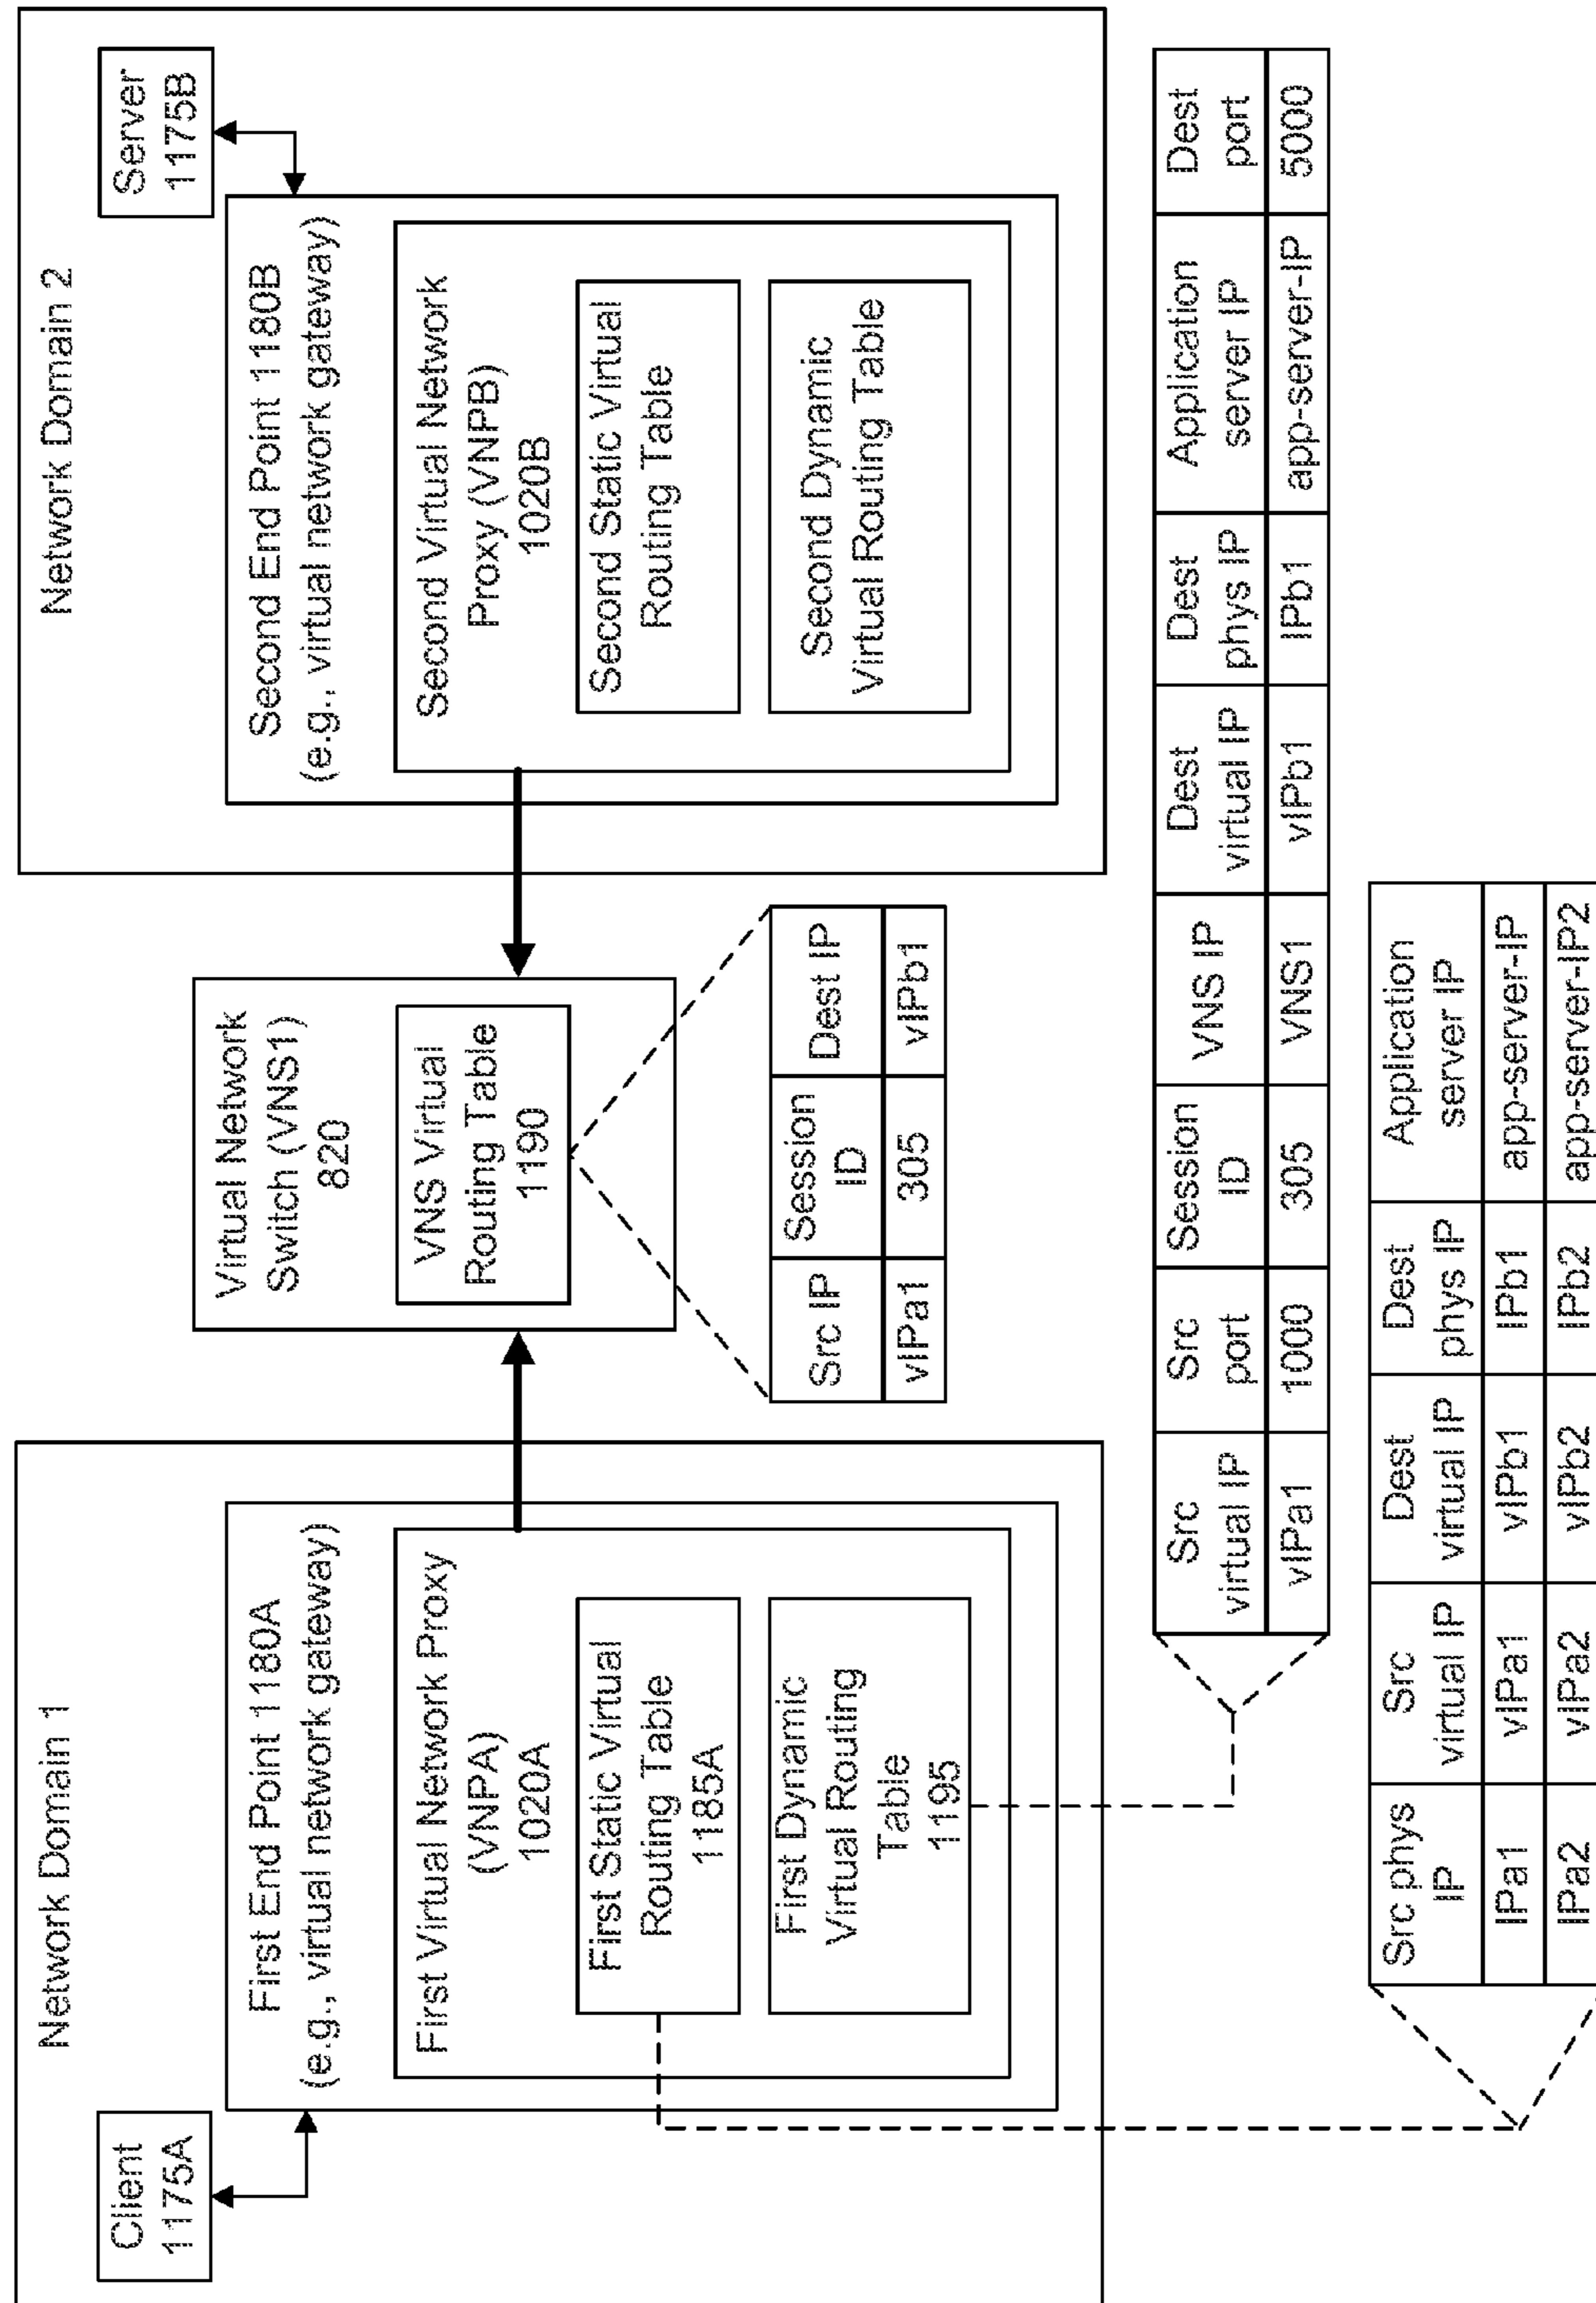 Network Domain 1
Client
1175A
First End Point 1180A
(e.g., virtual network gateway)
First Virtual Network Proxy
(VNPA)
1020A
First Static Virtual
Routing Table
1185A
First Dynamic
Virtual Routing
Table
1195
Virtual Network
Switch (VNS1)
820
VNS Virtual
Routing Table
1190
Src IP
Session
ID
Dest IP
vIPa1
305
vIPb1
Network Domain 2
Server
1175B
Second End Point 1180B
(e.g., virtual network gateway)
Second Virtual Network
Proxy (VNPB)
1020B
Second Static Virtual
Routing Table
Second Dynamic
Virtual Routing Table
Src
virtual IP
Src
port
Session
ID
VNS IP
Dest
virtual IP
Dest
phys IP
Application
server IP
Dest
port
vIPa1
1000
305
VNS1
vIPb1
IPb1
app-server-IP
5000
Src phys
IP
Src
virtual IP
Dest
virtual IP
Dest
phys IP
Application
server IP
IPa1
vIPa1
vIPb1
IPb1
app-server-IP
IPa2
vIPa2
vIPb2
IPb2
app-server-IP2